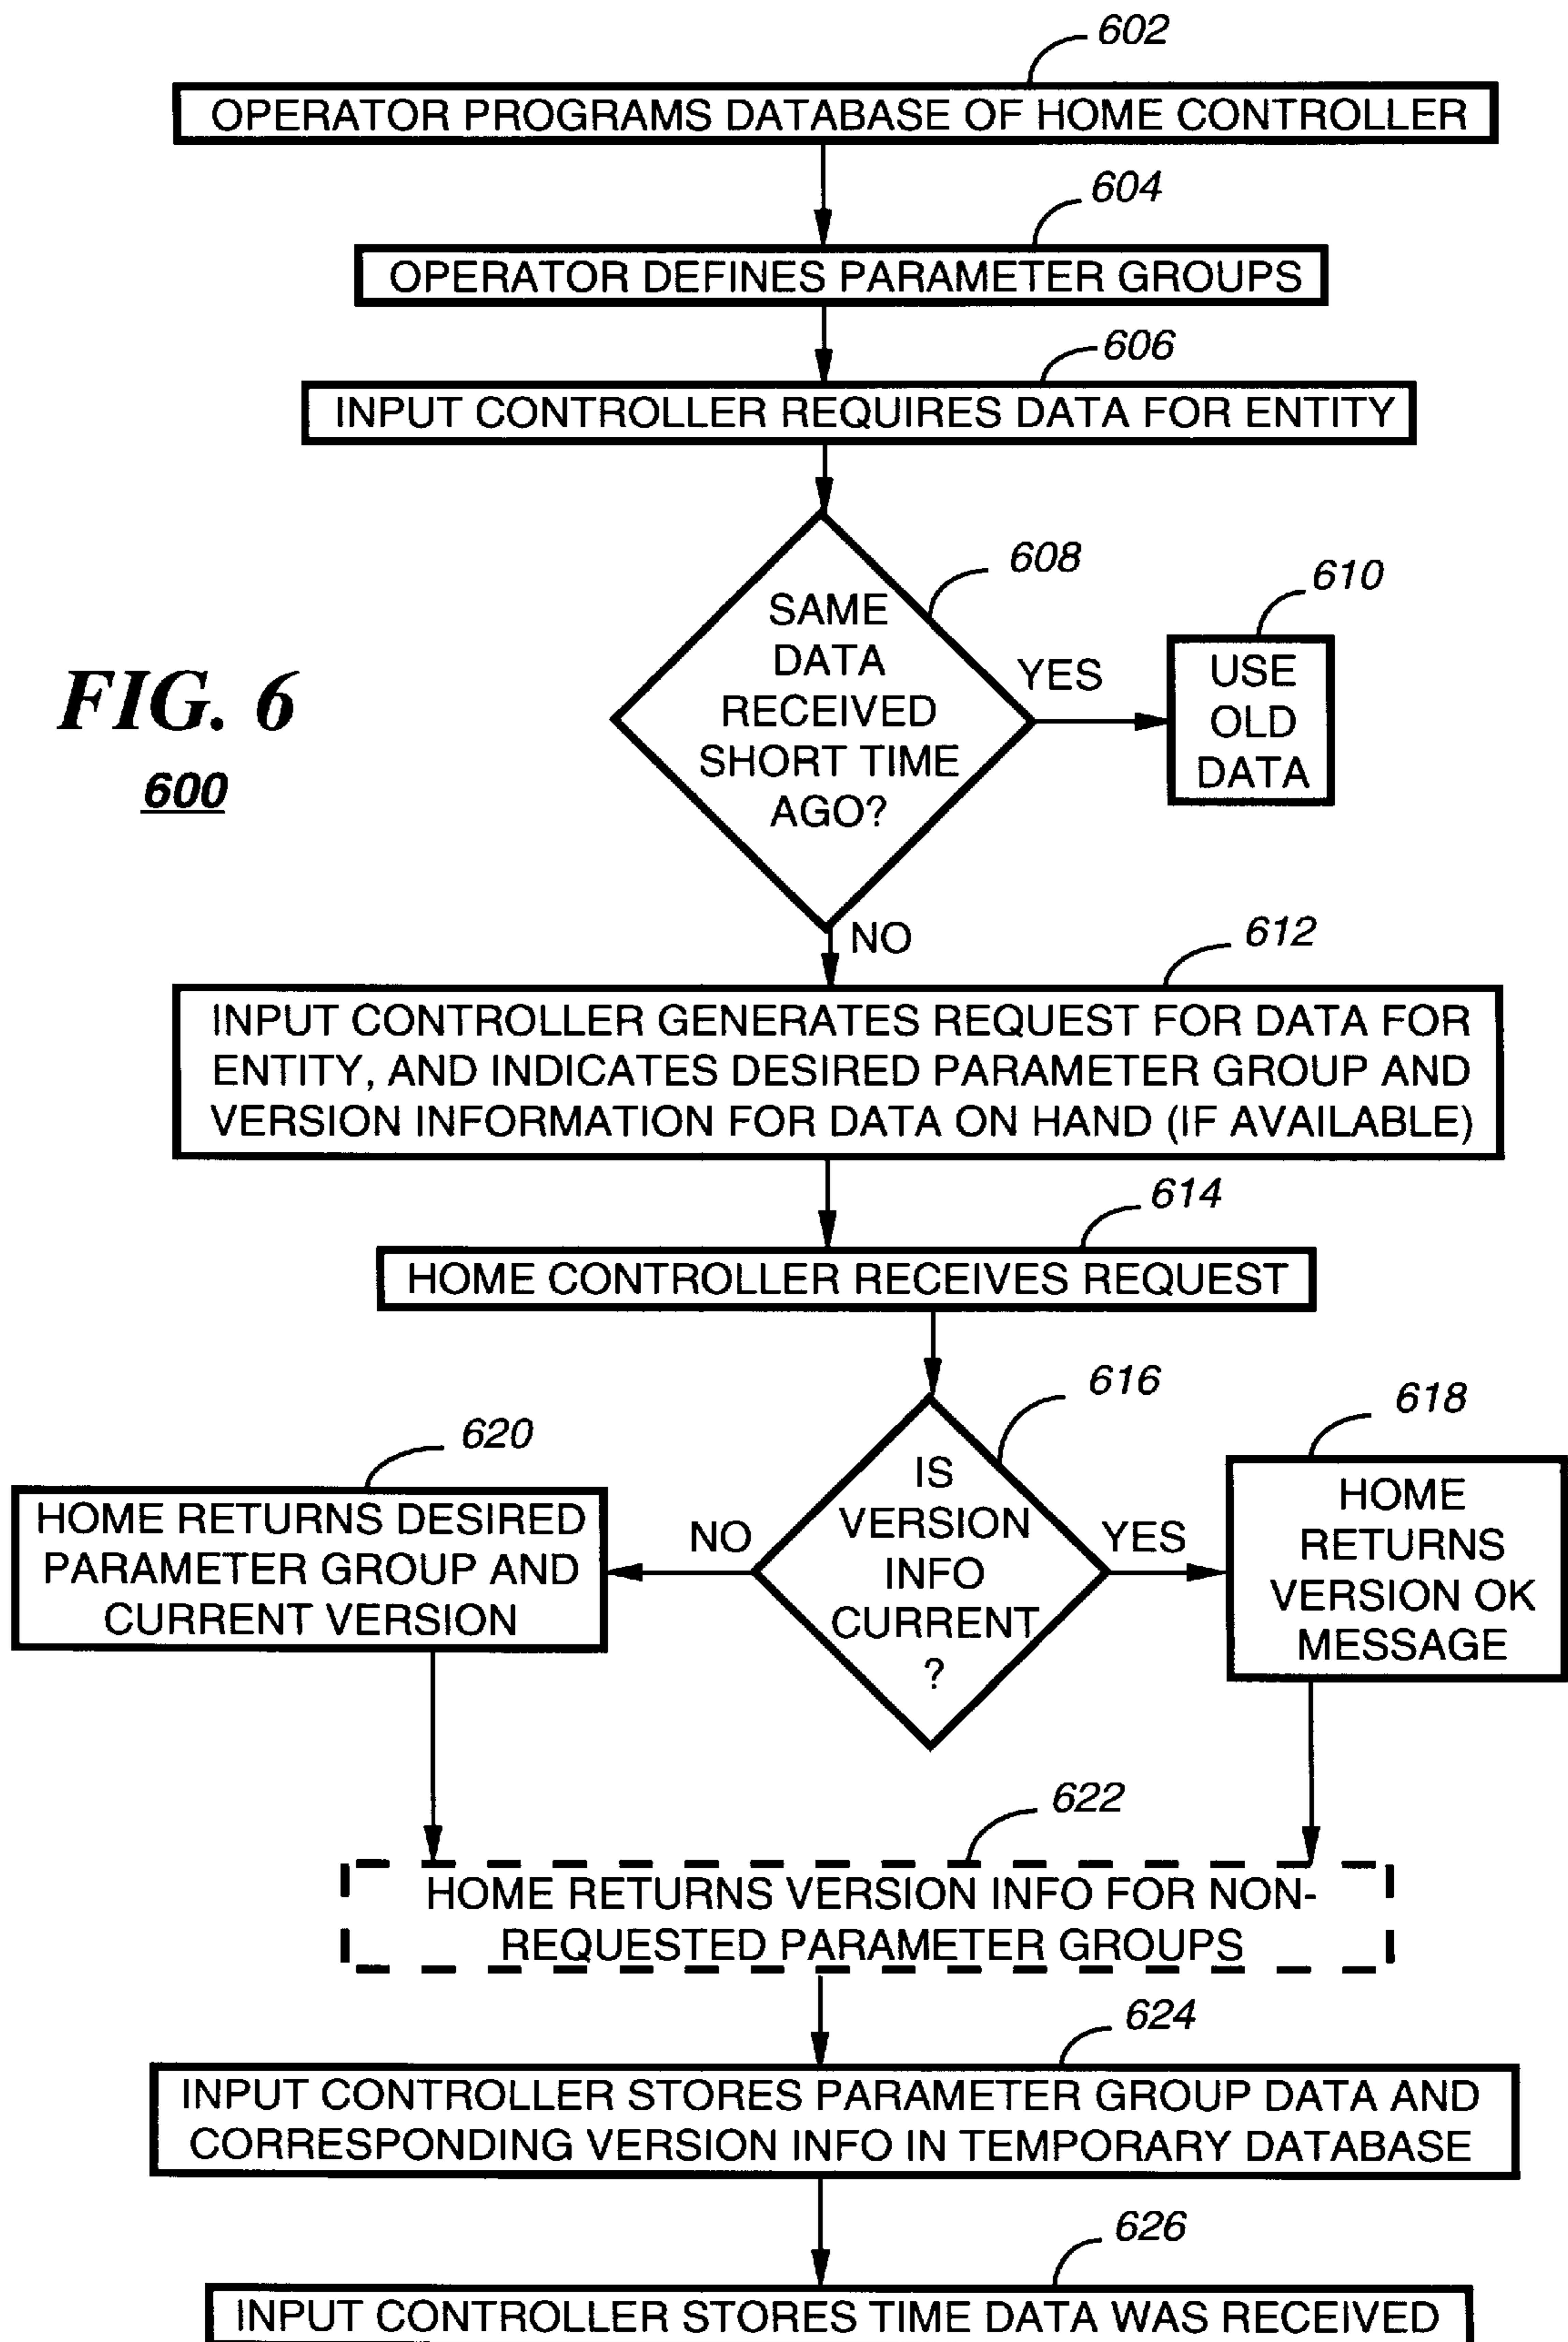 602
OPERATOR PROGRAMS DATABASE OF HOME CONTROLLER
604
OPERATOR DEFINES PARAMETER GROUPS
606
INPUT CONTROLLER REQUIRES DATA FOR ENTITY
608
SAME
DATA
RECEIVED
SHORT TIME
AGO?
YES
610
USE
OLD
DATA
FIG. 6
600
NO
612
INPUT CONTROLLER GENERATES REQUEST FOR DATA FOR
ENTITY, AND INDICATES DESIRED PARAMETER GROUP AND
VERSION INFORMATION FOR DATA ON HAND (IF AVAILABLE)
614
HOME CONTROLLER RECEIVES REQUEST
616
IS
VERSION
INFO
CURRENT
?
NO
YES
620
HOME RETURNS DESIRED
PARAMETER GROUP AND
CURRENT VERSION
618
HOME
RETURNS
VERSION OK
MESSAGE
622
HOME RETURNS VERSION INFO FOR NON-
REQUESTED PARAMETER GROUPS
624
INPUT CONTROLLER STORES PARAMETER GROUP DATA AND
CORRESPONDING VERSION INFO IN TEMPORARY DATABASE
626
INPUT CONTROLLER STORES TIME DATA WAS RECEIVED